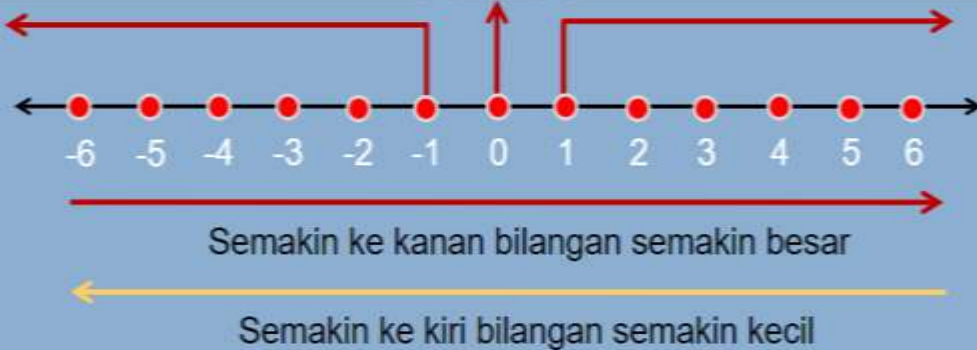 -6 -5 -4 -3 -2 -1 0 1 2 3 4 5 6
Semakin ke kanan bilangan semakin besar
Semakin ke kiri bilangan semakin kecil